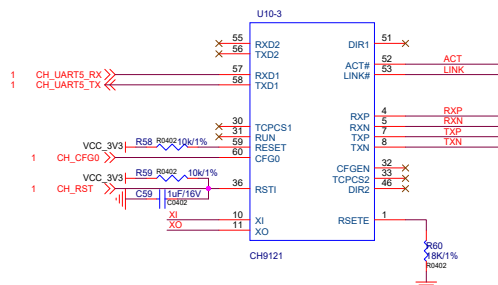 U10-3
55 RXD2 DIR1 51
56 TXD2
ACT# 52 ACT
1 CH_UART5_RX 57 RXD1 LINK# 53 LINK
1 CH_UART5_TX 58 TXD1
RXP 4 RXP
30 TCPCS1 RXN 5 RXN
31 RUN TXP 7 TXP
VCC_3V3 R58 R0402 10k/1% 59 RESET TXN 8 TXN
1 CH_CFG0 60 CFG0
CFGEN 32
VCC_3V3 R59 R0402 10k/1% TCPCS2 33
1 CH_RST 36 RSTI DIR2 46
C59 1uF/16V
C0402
XI 10 XI RSETE 1
XO 11 XO
R60
18K/1%
R0402
CH9121